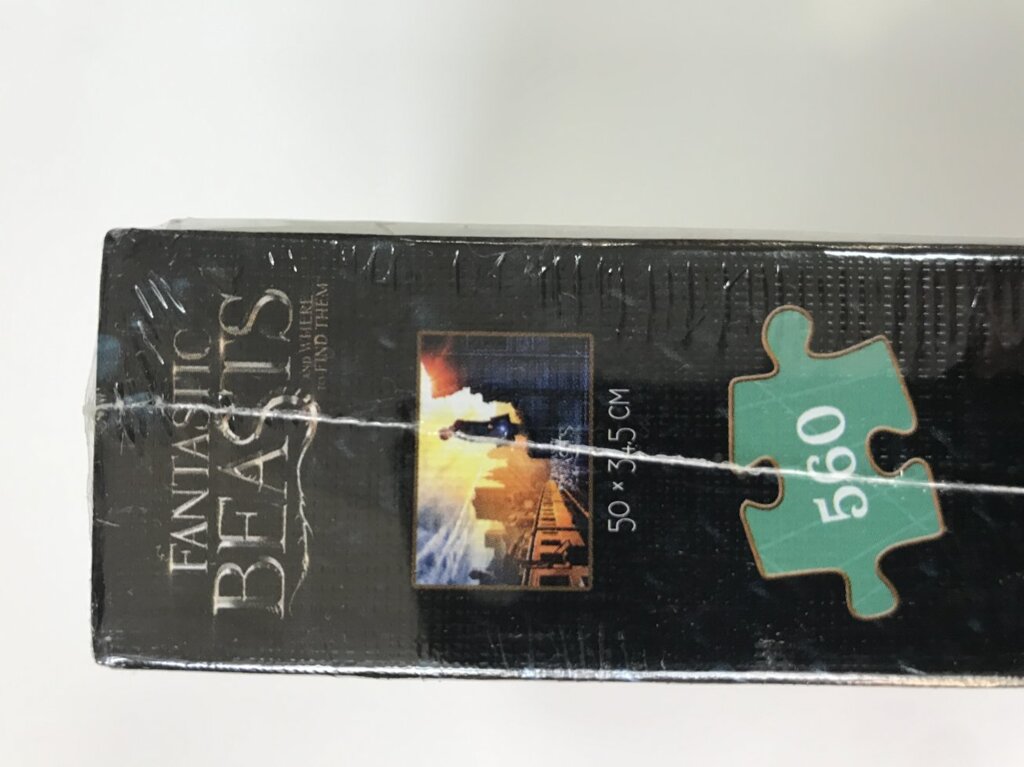 FANTASTIC
BEASTS
AND WHERE
TO FIND THEM
50 x 34,5 CM
560